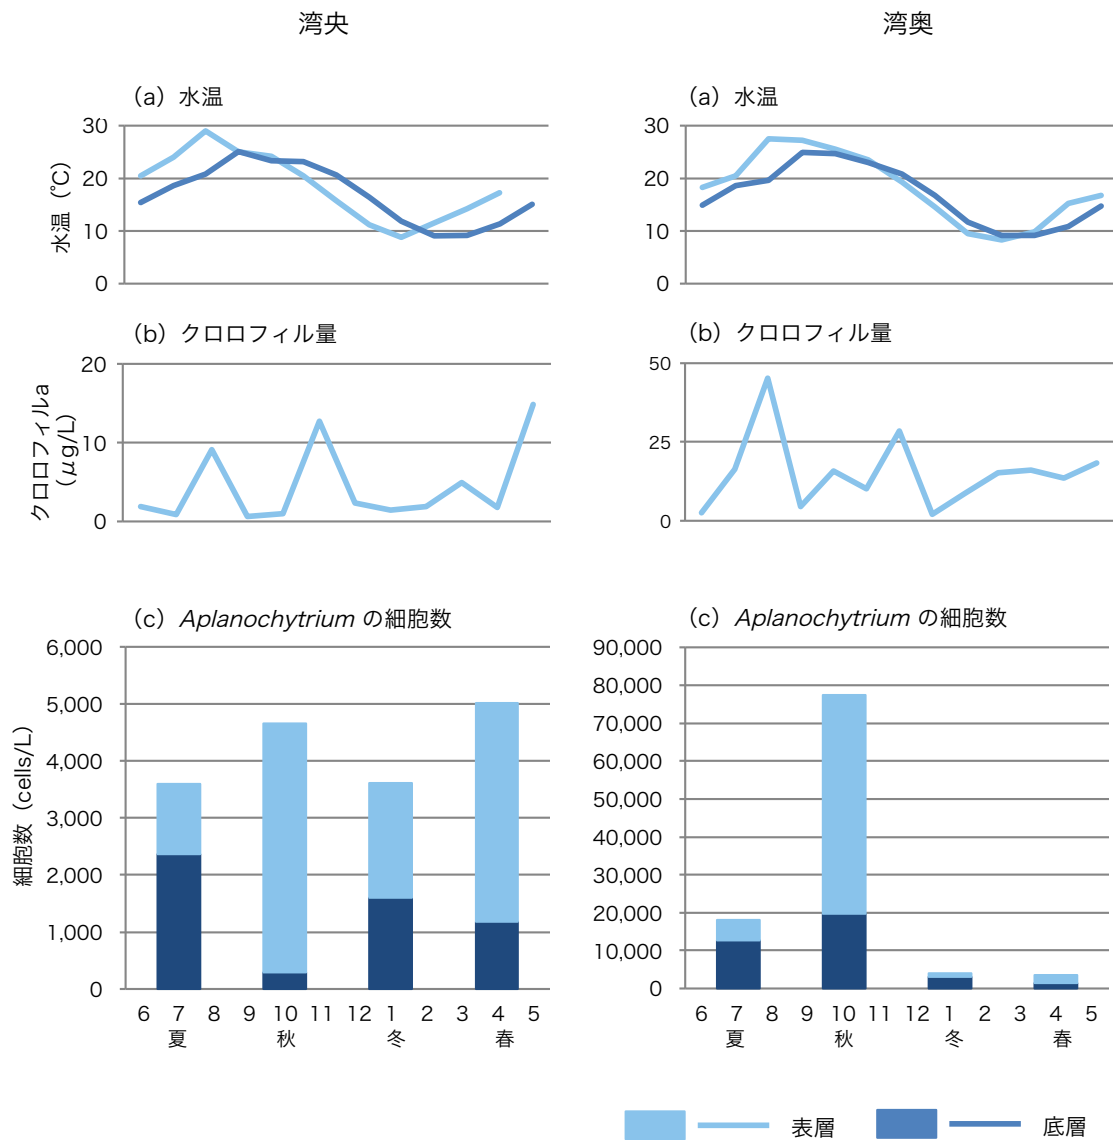 湾央
湾奥
（a）水温
30
20
10
0
水温（℃）
（a）水温
30
20
10
0
（b）クロロフィル量
20
10
0
クロロフィルa
（μg/L）
（b）クロロフィル量
50
25
0
（c）Aplanochytrium の細胞数
6,000
5,000
4,000
3,000
2,000
1,000
0
細胞数（cells/L）
6 7 8 9 10 11 12 1 2 3 4 5
夏 秋 冬 春
（c）Aplanochytrium の細胞数
90,000
80,000
70,000
60,000
50,000
40,000
30,000
20,000
10,000
0
6 7 8 9 10 11 12 1 2 3 4 5
夏 秋 冬 春
表層 底層